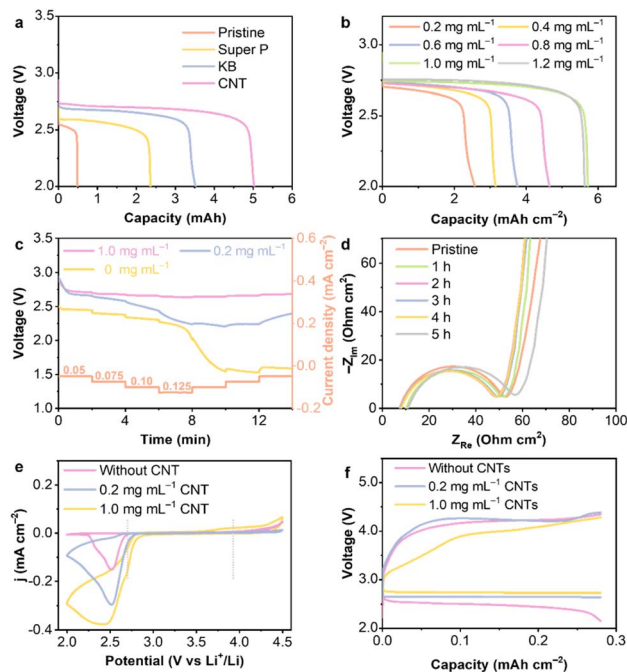 a
Pristine
Super P
KB
CNT
3.5
3.0
2.5
2.0
Voltage (V)
0 1 2 3 4 5 6
Capacity (mAh)
b
0.2 mg mL⁻¹ 0.4 mg mL⁻¹
0.6 mg mL⁻¹ 0.8 mg mL⁻¹
1.0 mg mL⁻¹ 1.2 mg mL⁻¹
3.0
2.5
2.0
Voltage (V)
0 2 4 6
Capacity (mAh cm⁻²)
c
1.0 mg mL⁻¹ 0.2 mg mL⁻¹
0 mg mL⁻¹
3.5
3.0
2.5
2.0
1.5
1.0
Voltage (V)
0.05 0.075 0.10 0.125
0.6
0.4
0.2
0.0
-0.2
Current density (mA cm⁻²)
0 4 8 12
Time (min)
d
Pristine
1 h
2 h
3 h
4 h
5 h
60
40
20
0
−Z_Im (Ohm cm²)
0 20 40 60 80 100
Z_Re (Ohm cm²)
e
Without CNT
0.2 mg mL⁻¹ CNT
1.0 mg mL⁻¹ CNT
0.4
0.0
-0.2
-0.4
j (mA cm⁻²)
2.0 2.5 3.0 3.5 4.0 4.5
Potential (V vs Li⁺/Li)
f
Without CNTs
0.2 mg mL⁻¹ CNTs
1.0 mg mL⁻¹ CNTs
5.0
4.0
3.0
2.0
Voltage (V)
0.0 0.1 0.2 0.3
Capacity (mAh cm⁻²)